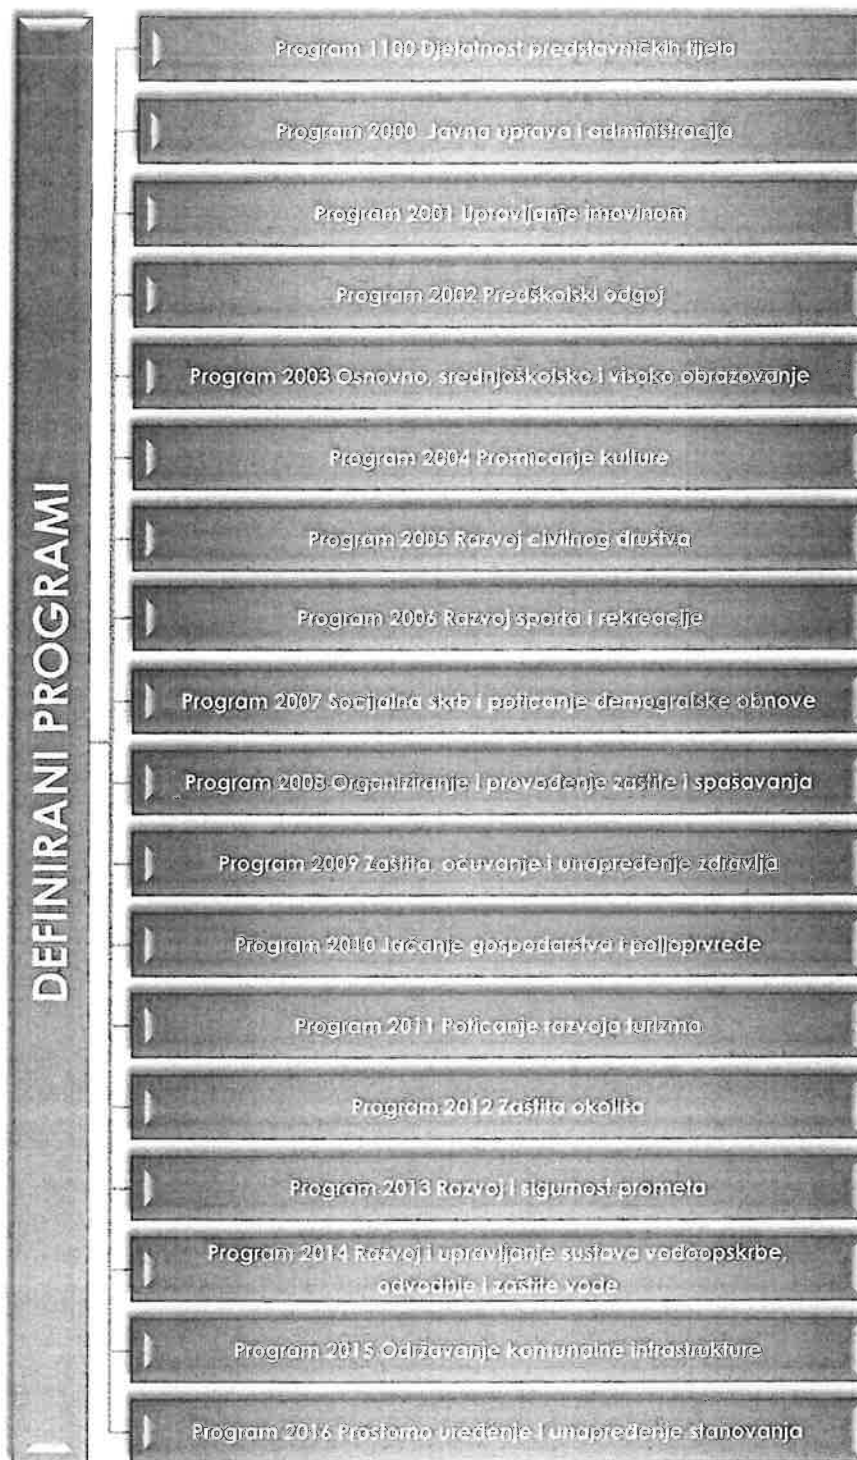 DEFINIRANI PROGRAMI
Program 1100 Djelatnost predstavničkih tijela
Program 2000 Javna uprava i administracija
Program 2001 Upravljanje imovinom
Program 2002 Predškolski odgoj
Program 2003 Osnovno, srednjoškolsko i visoko obrazovanje
Program 2004 Promicanje kulture
Program 2005 Razvoj civilnog društva
Program 2006 Razvoj sporta i rekreacije
Program 2007 Socijalna skrb i poticanje demografske obnove
Program 2008 Organiziranje i provođenje zaštite i spašavanja
Program 2009 Zaštita, očuvanje i unapređenje zdravlja
Program 2010 Jačanje gospodarstva i poljoprvrede
Program 2011 Poticanje razvoja turizma
Program 2012 Zaštita okoliša
Program 2013 Razvoj i sigurnost prometa
Program 2014 Razvoj i upravljanje sustava vodoopskrbe,
odvodnje i zaštite vode
Program 2015 Održavanje komunalne infrastrukture
Program 2016 Prostorno uređenje i unapređenje stanovanja